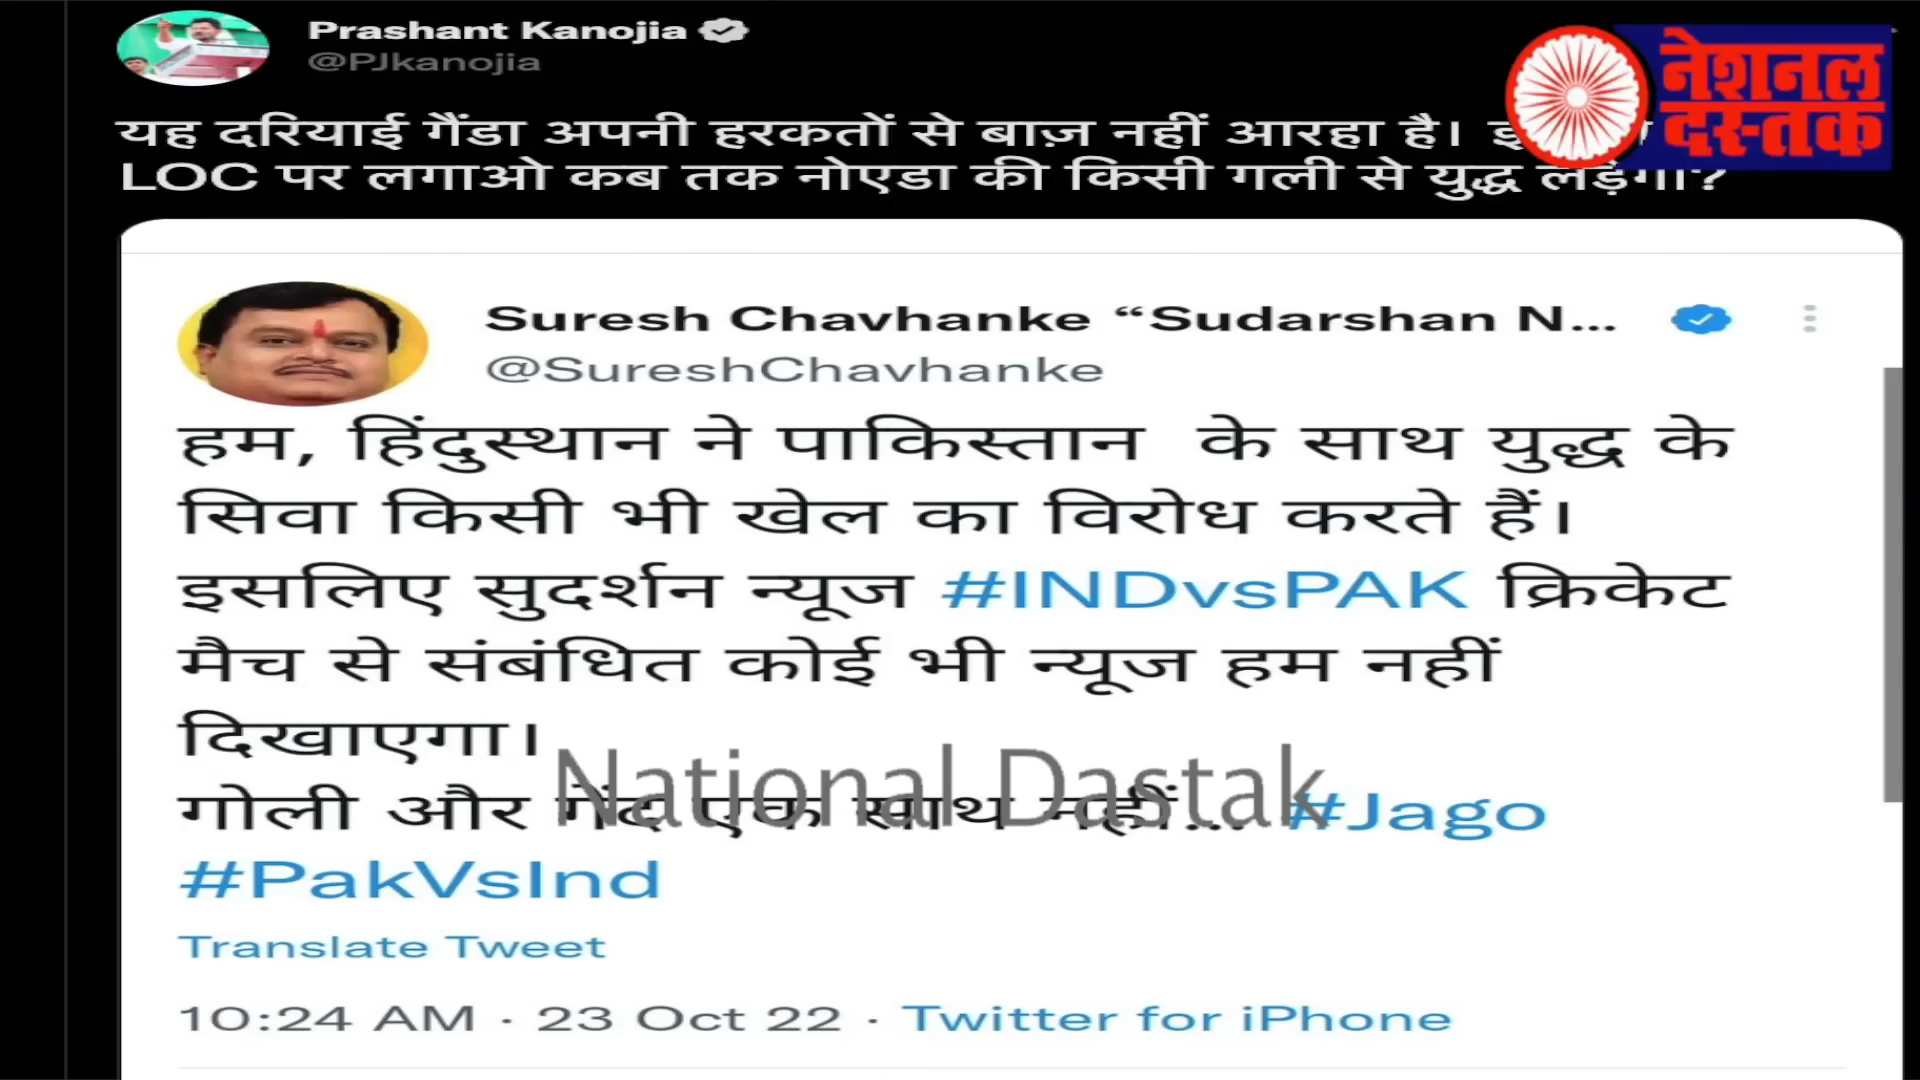 Prashant Kanojia
@PJkanojia
नेशनल
दस्तक
यह दरियाई गैंडा अपनी हरकतों से बाज़ नहीं आरहा है।
LOC पर लगाओ कब तक नोएडा की किसी गली से युद्ध लड़ेगा?
Suresh Chavhanke “Sudarshan N...
@SureshChavhanke
हम, हिंदुस्थान ने पाकिस्तान के साथ युद्ध के
सिवा किसी भी खेल का विरोध करते हैं।
इसलिए सुदर्शन न्यूज #INDvsPAK क्रिकेट
मैच से संबंधित कोई भी न्यूज हम नहीं
दिखाएगा।
National Dastak
गोली और गेंद एक साथ नहीं... #Jago
#PakVsInd
Translate Tweet
10:24 AM · 23 Oct 22 · Twitter for iPhone